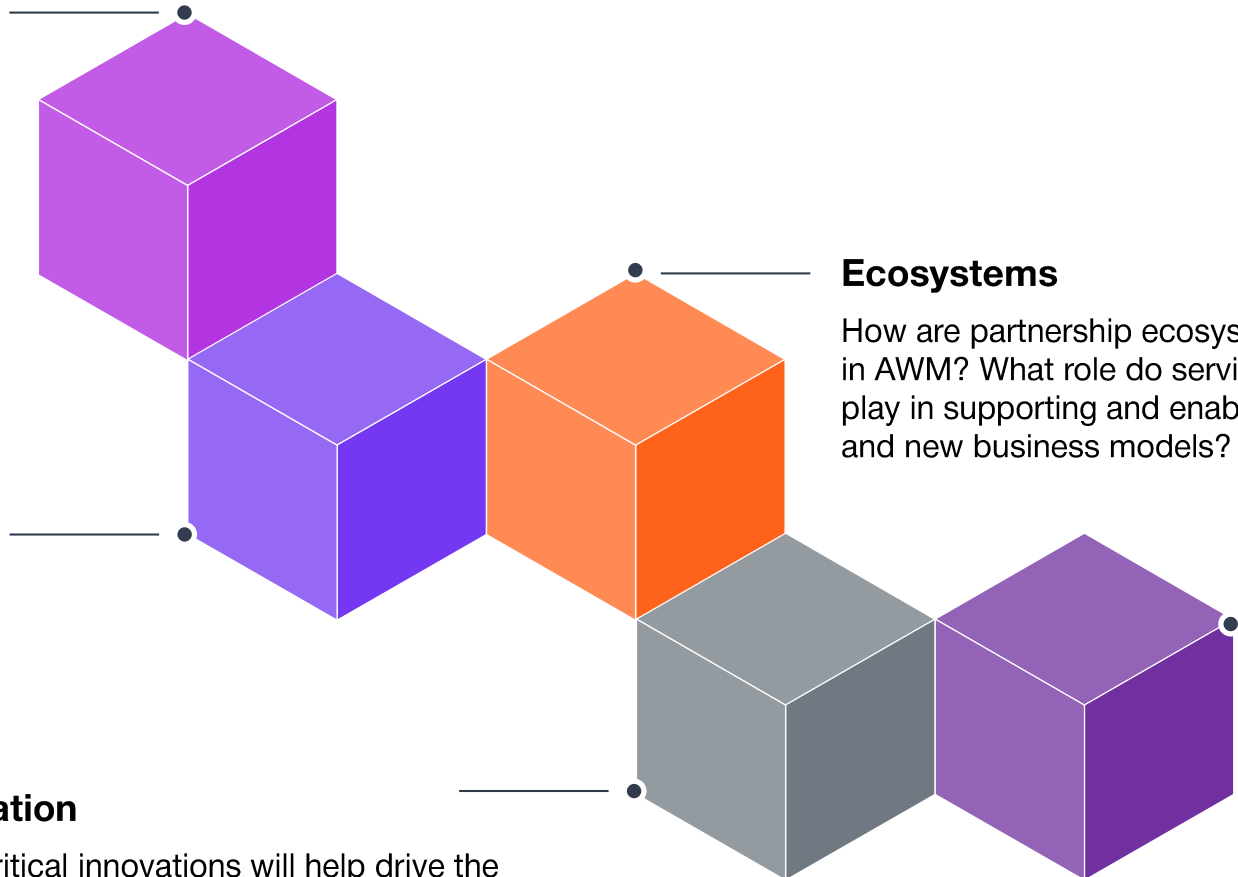 Ecosystems
How are partnership ecosys
in AWM? What role do servi
play in supporting and enab
and new business models?
ation
ritical innovations will help drive the